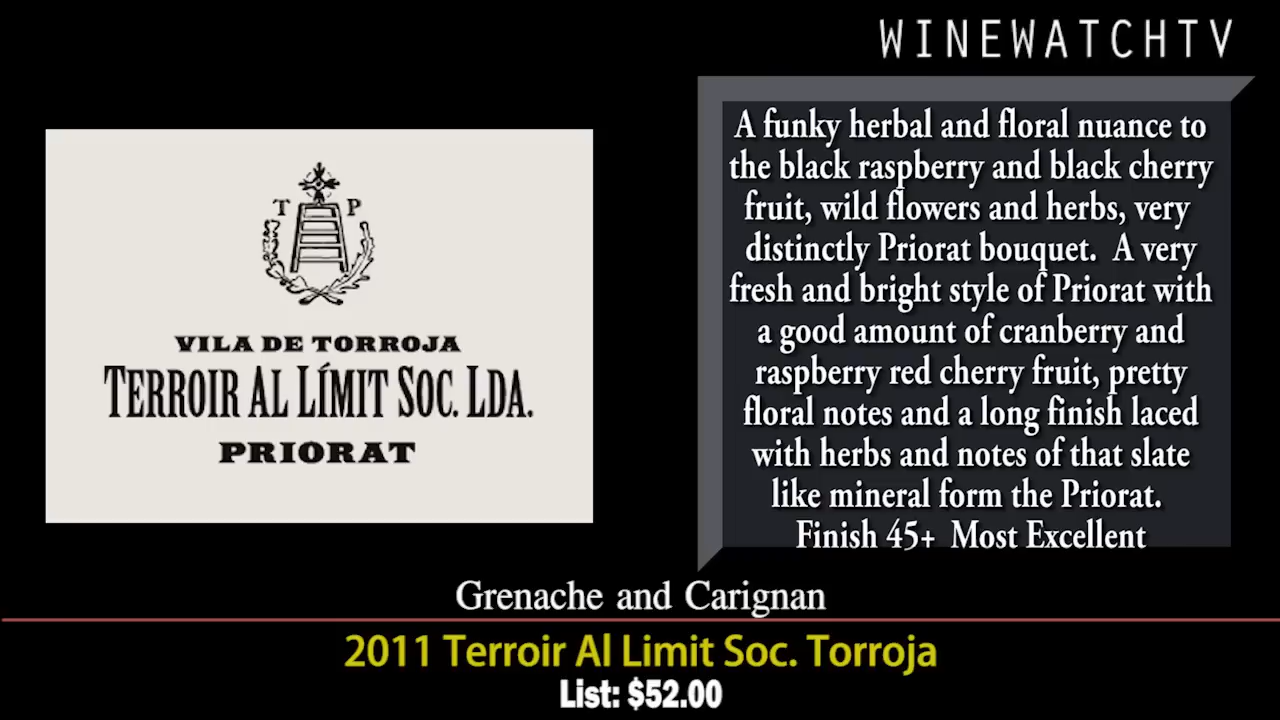 WINEWATCHTV
T P
VILA DE TORROJA
TERROIR AL LÍMIT SOC. LDA.
PRIORAT
A funky herbal and floral nuance to
the black raspberry and black cherry
fruit, wild flowers and herbs, very
distinctly Priorat bouquet.  A very
fresh and bright style of Priorat with
a good amount of cranberry and
raspberry red cherry fruit, pretty
floral notes and a long finish laced
with herbs and notes of that slate
like mineral form the Priorat.
Finish 45+  Most Excellent
Grenache and Carignan
2011 Terroir Al Limit Soc. Torroja
List: $52.00